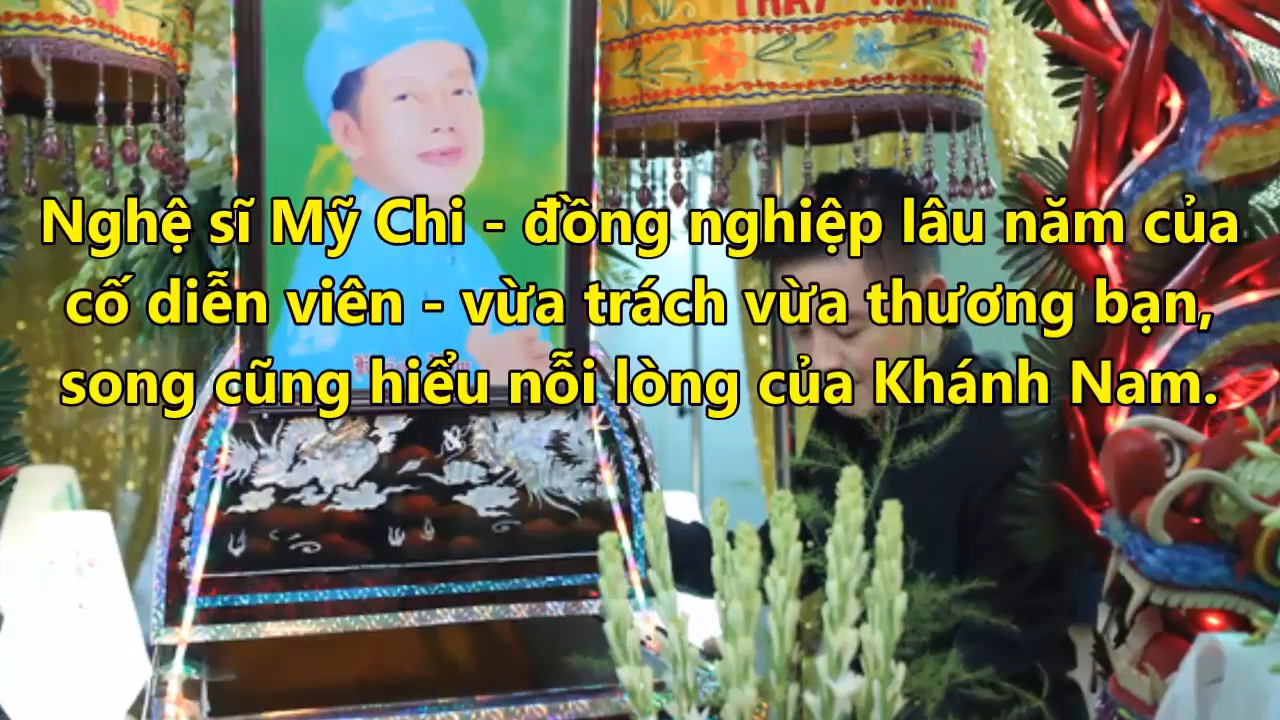 Nghệ sĩ Mỹ Chi - đồng nghiệp lâu năm của
cố diễn viên - vừa trách vừa thương bạn,
song cũng hiểu nỗi lòng của Khánh Nam.